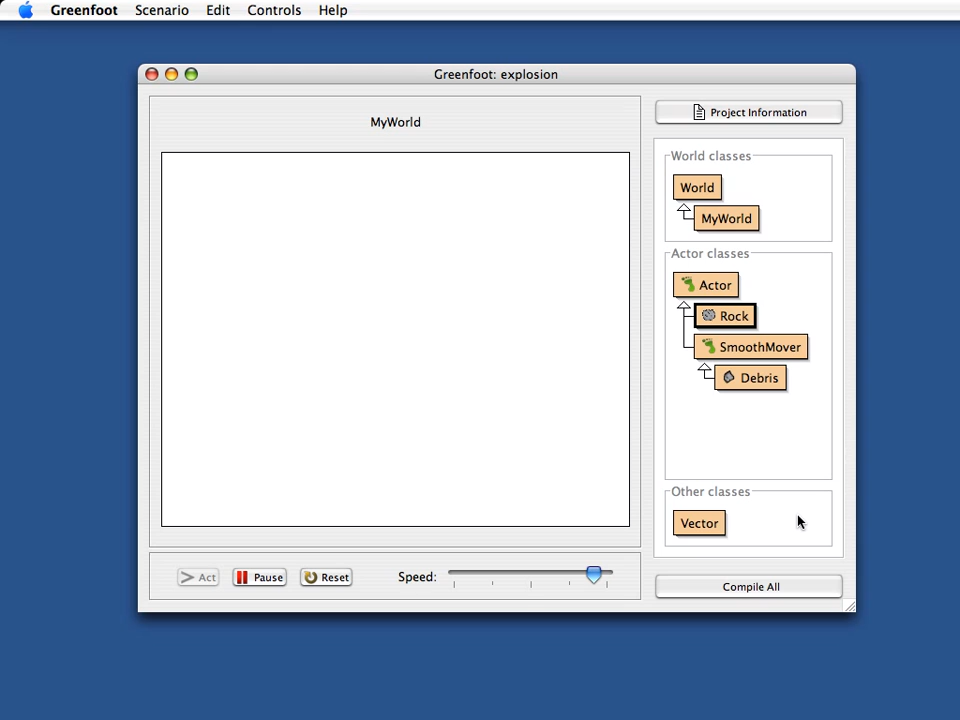 Greenfoot Scenario Edit Controls Help
Greenfoot: explosion
MyWorld
Project Information
World classes
World
MyWorld
Actor classes
Actor
Rock
SmoothMover
Debris
Other classes
Vector
Act Pause Reset Speed:
Compile All